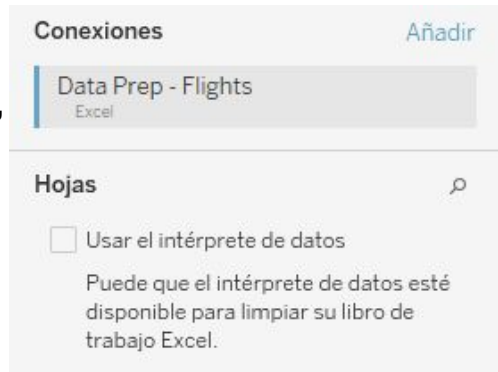 Conexiones Añadir
Data Prep - Flights
Excel
Hojas
Usar el intérprete de datos
Puede que el intérprete de datos esté
disponible para limpiar su libro de
trabajo Excel.